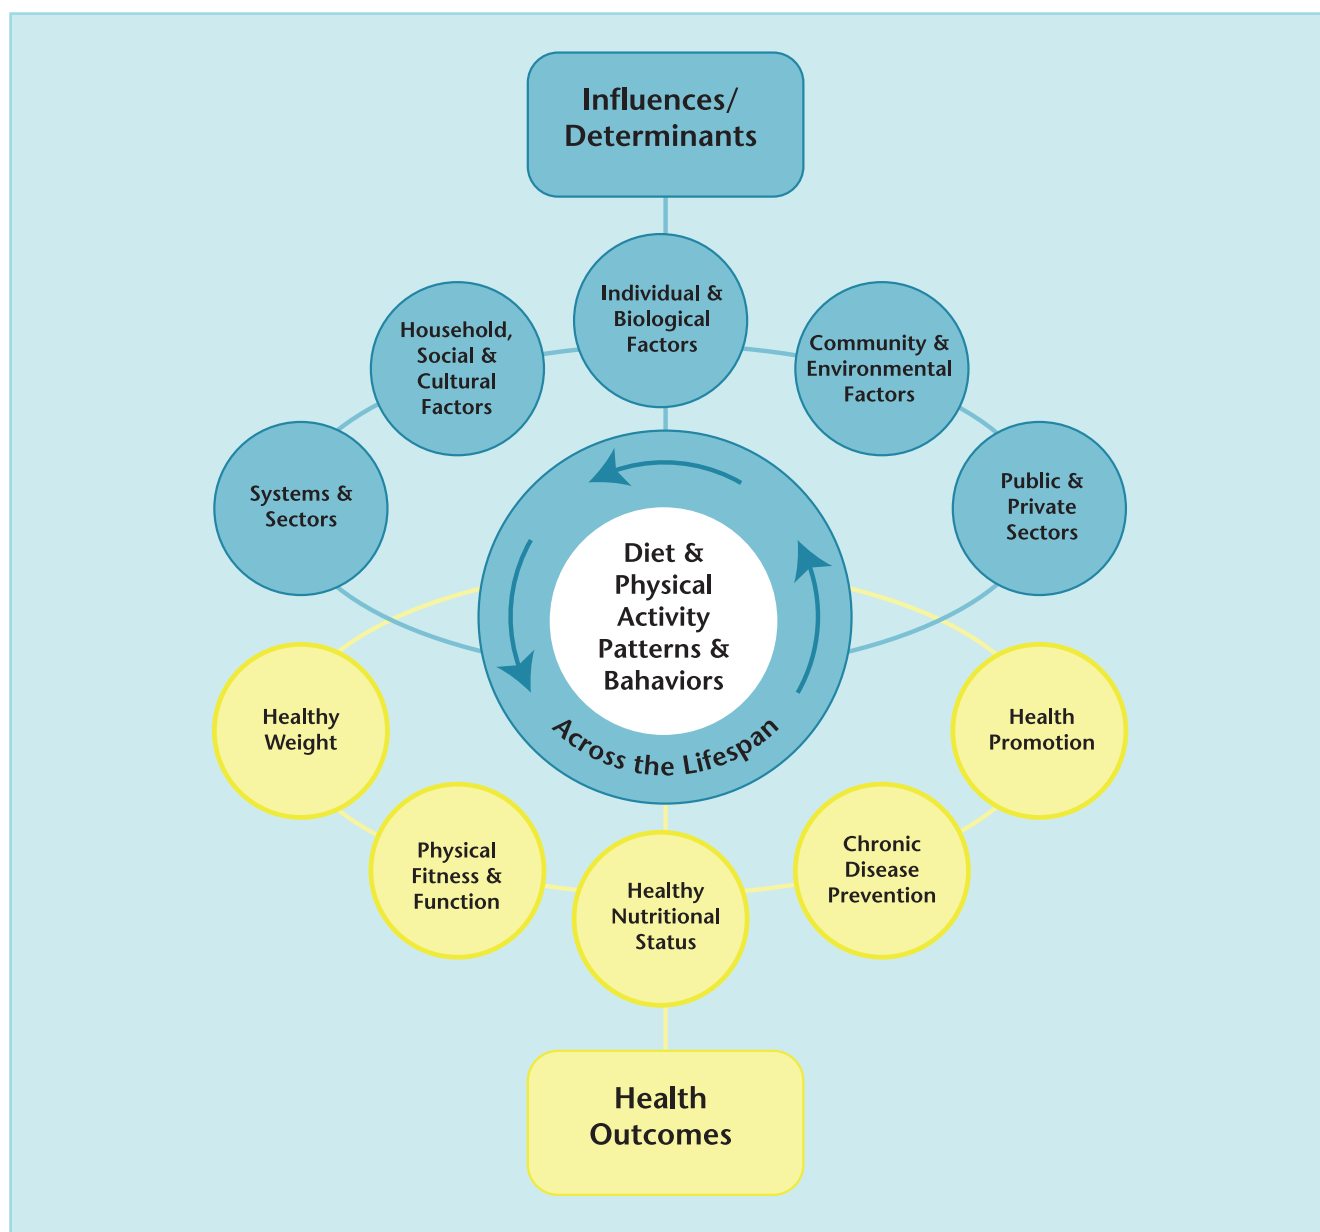 Influences/
Determinants
Individual &
Biological
Factors
Household,
Social &
Cultural
Factors
Community &
Environmental
Factors
Systems &
Sectors
Public &
Private
Sectors
Diet &
Physical
Activity
Patterns &
Bahaviors
Across the Lifespan
Healthy
Weight
Health
Promotion
Physical
Fitness &
Function
Chronic
Disease
Prevention
Healthy
Nutritional
Status
Health
Outcomes